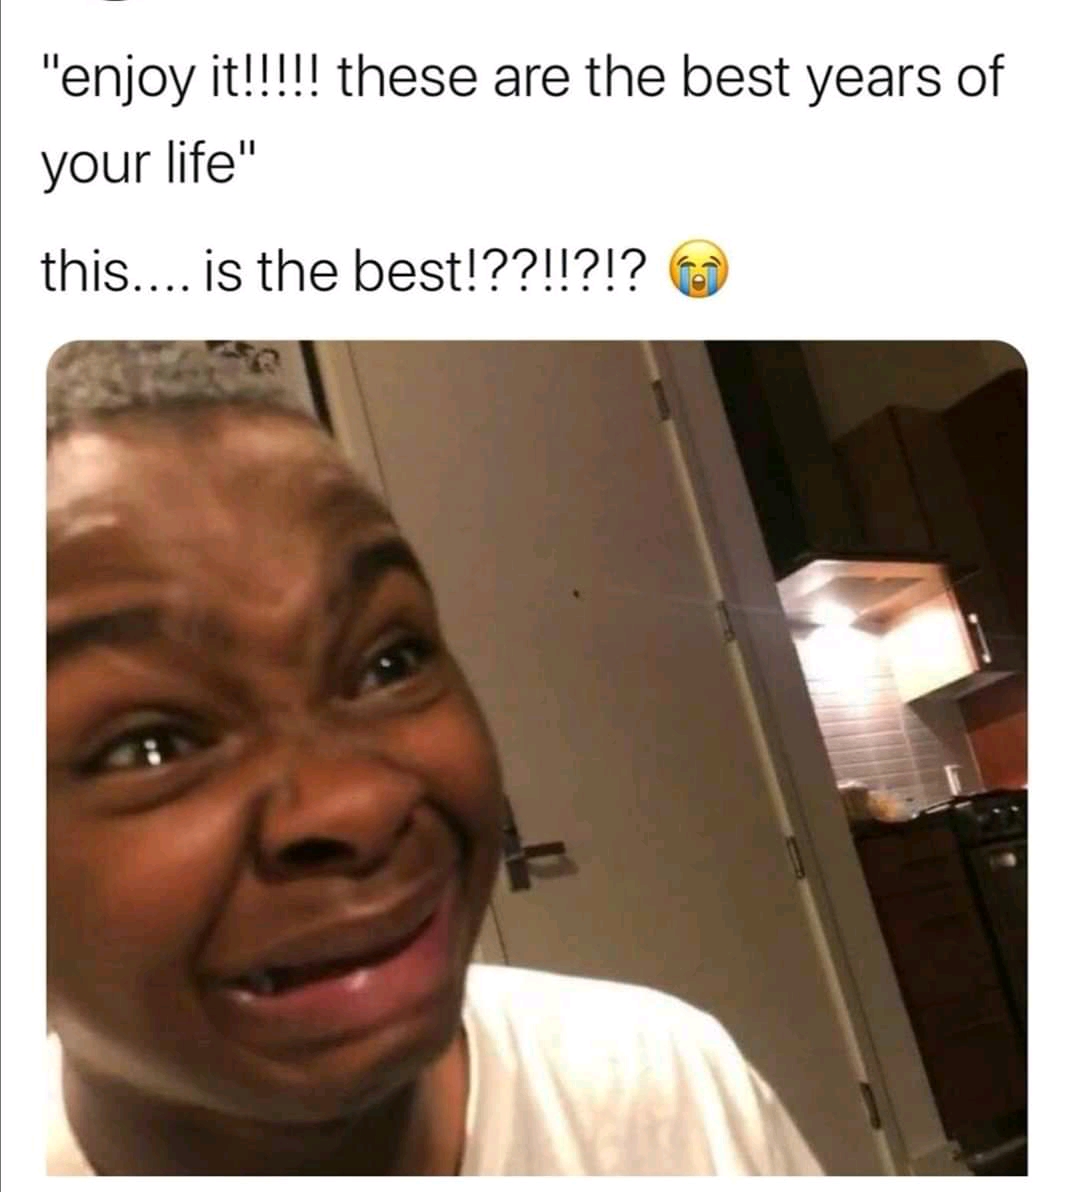 "enjoy it!!!!! these are the best years of
your life"
this.... is the best!??!!?!? 😭